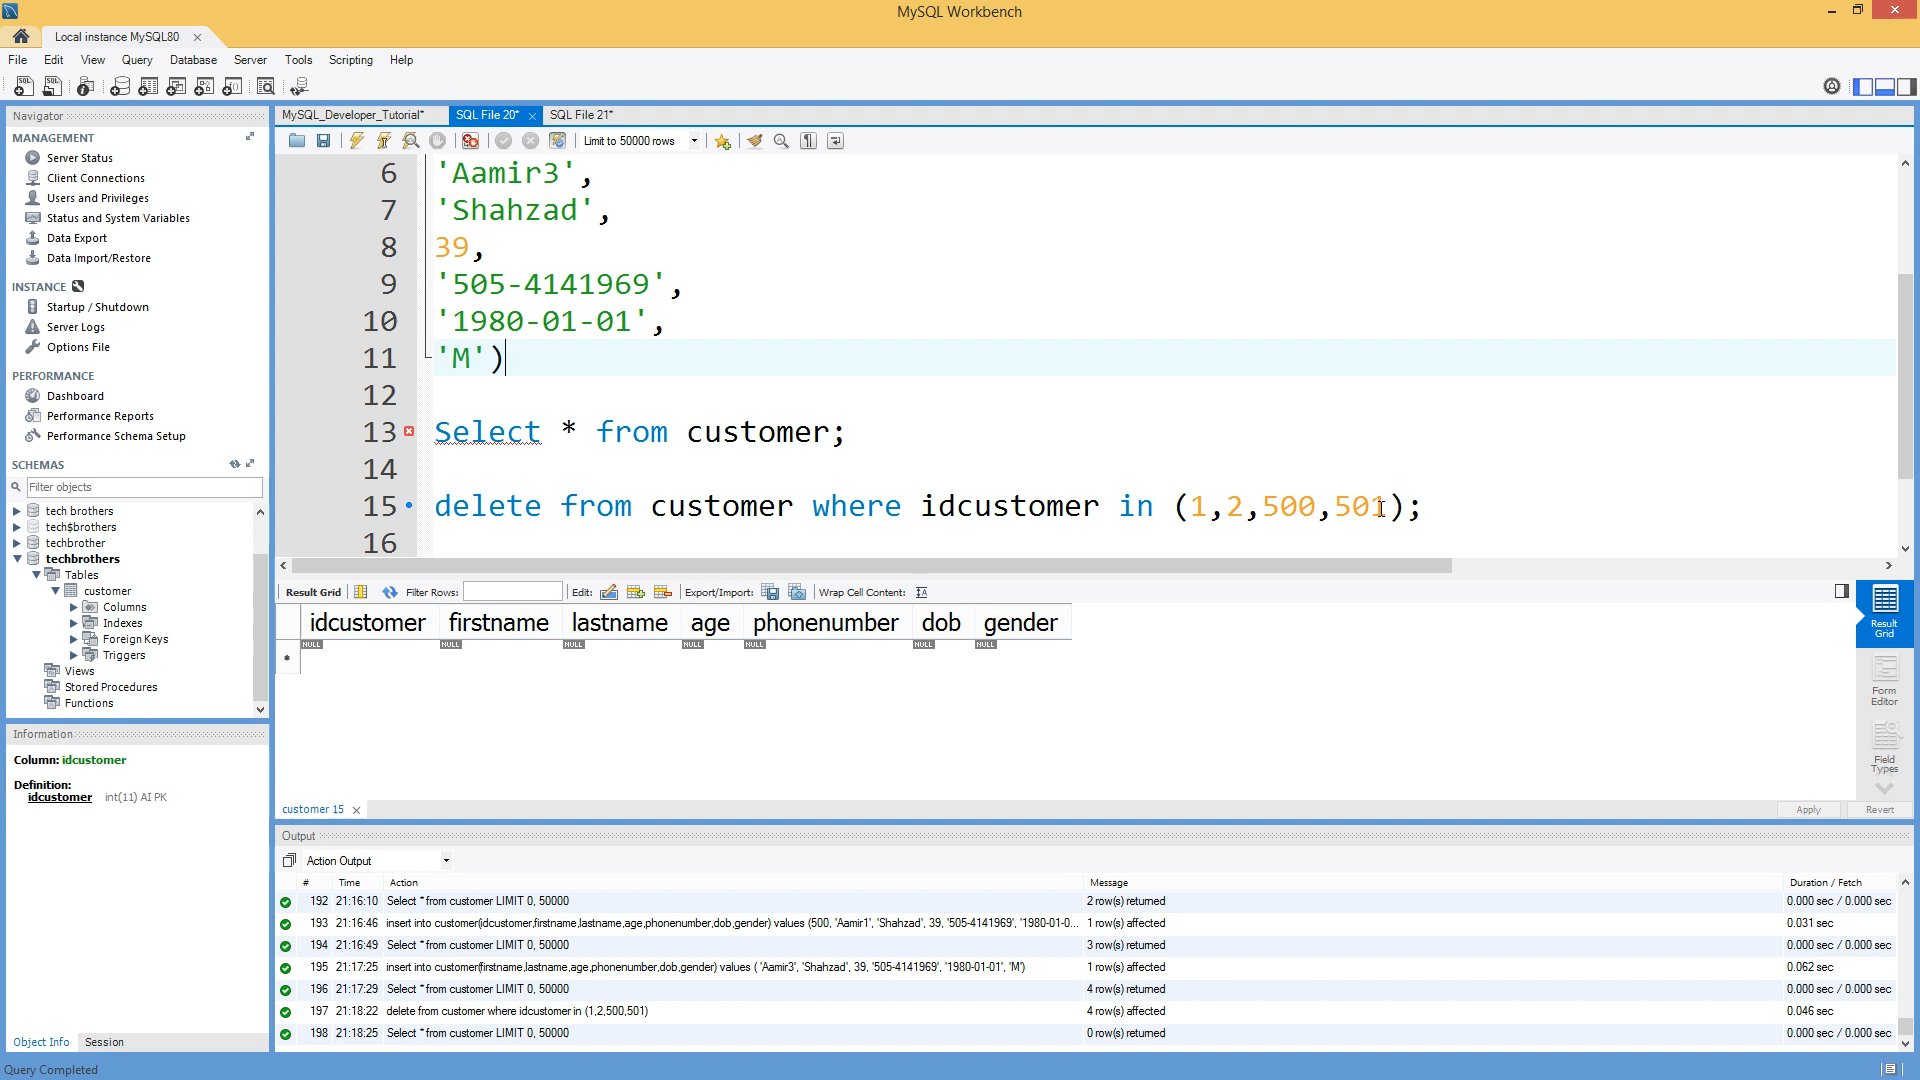 MySQL Workbench
Local instance MySQL80
File Edit View Query Database Server Tools Scripting Help
Navigator
MANAGEMENT
Server Status
Client Connections
Users and Privileges
Status and System Variables
Data Export
Data Import/Restore
INSTANCE
Startup / Shutdown
Server Logs
Options File
PERFORMANCE
Dashboard
Performance Reports
Performance Schema Setup
SCHEMAS
Filter objects
tech brothers
tech$brothers
techbrother
techbrothers
Tables
customer
Columns
Indexes
Foreign Keys
Triggers
Views
Stored Procedures
Functions
Information
Column: idcustomer
Definition:
idcustomer int(11) AI PK
Object Info Session
Query Completed
MySQL_Developer_Tutorial* SQL File 20* SQL File 21*
Limit to 50000 rows
6 'Aamir3',
7 'Shahzad',
8 39,
9 '505-4141969',
10 '1980-01-01',
11 'M')
12
13 Select * from customer;
14
15 delete from customer where idcustomer in (1,2,500,501);
16
Result Grid Filter Rows: Edit: Export/Import: Wrap Cell Content:
idcustomer firstname lastname age phonenumber dob gender
NULL NULL NULL NULL NULL NULL NULL
Result Grid
Form Editor
Field Types
customer 15
Apply Revert
Output
Action Output
# Time Action Message Duration / Fetch
192 21:16:10 Select * from customer LIMIT 0, 50000 2 row(s) returned 0.000 sec / 0.000 sec
193 21:16:46 insert into customer(idcustomer,firstname,lastname,age,phonenumber,dob,gender) values (500, 'Aamir1', 'Shahzad', 39, '505-4141969', '1980-01-0... 1 row(s) affected 0.031 sec
194 21:16:49 Select * from customer LIMIT 0, 50000 3 row(s) returned 0.000 sec / 0.000 sec
195 21:17:25 insert into customer(firstname,lastname,age,phonenumber,dob,gender) values ( 'Aamir3', 'Shahzad', 39, '505-4141969', '1980-01-01', 'M') 1 row(s) affected 0.062 sec
196 21:17:29 Select * from customer LIMIT 0, 50000 4 row(s) returned 0.000 sec / 0.000 sec
197 21:18:22 delete from customer where idcustomer in (1,2,500,501) 4 row(s) affected 0.046 sec
198 21:18:25 Select * from customer LIMIT 0, 50000 0 row(s) returned 0.000 sec / 0.000 sec